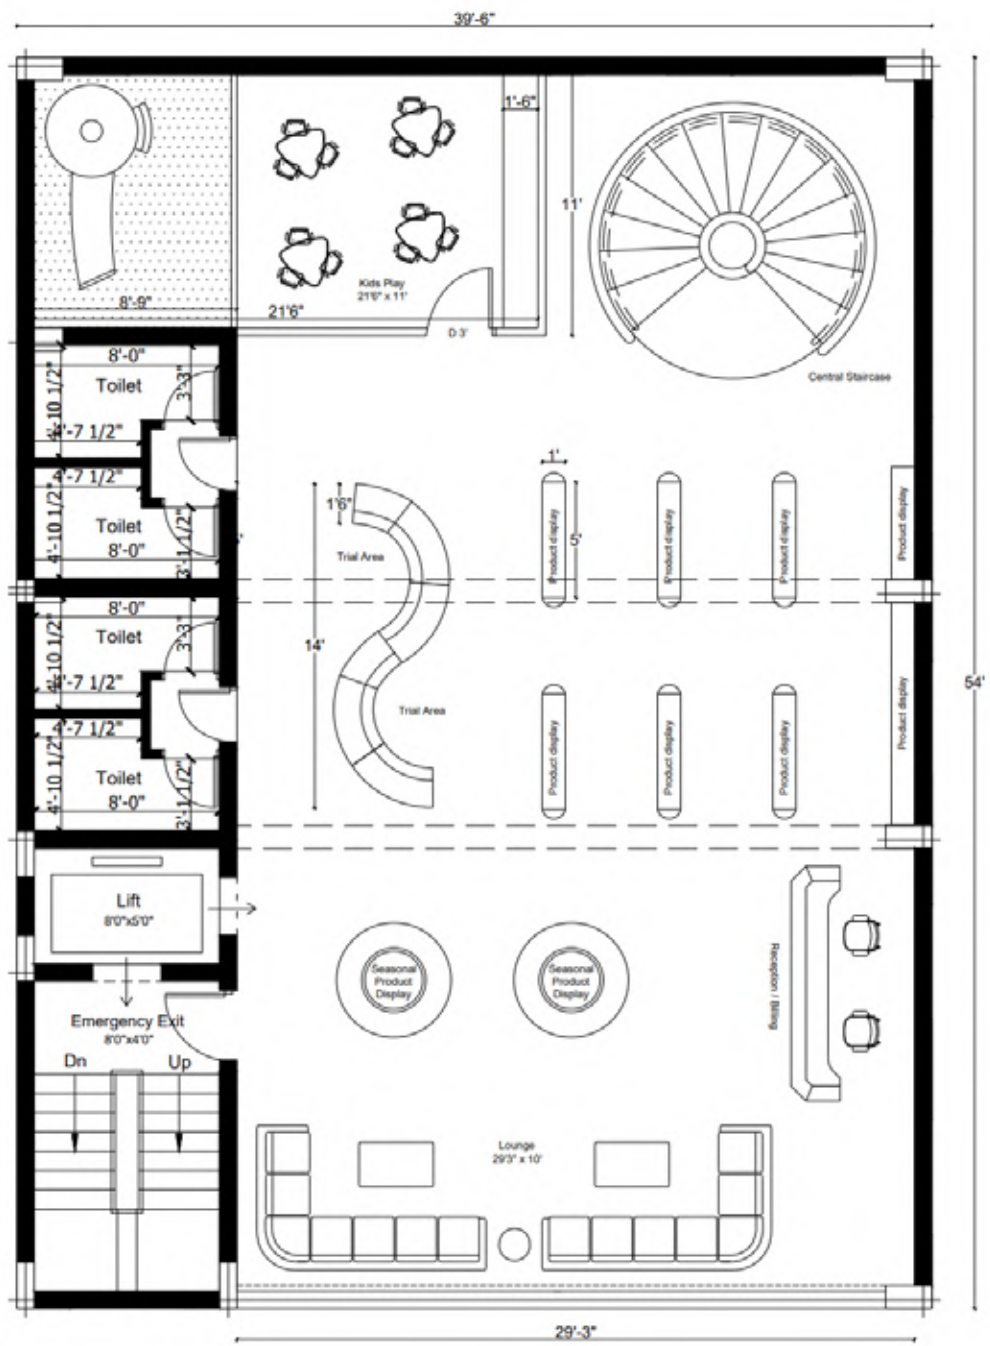 39'-6"
1'-6"
11'
Kids Play
21'6" x 11'
8'-9"
21'6"
D 3'
Central Staircase
8'-0"
Toilet
3'-3"
4'-10 1/2"
4'-7 1/2"
4'-7 1/2"
4'-10 1/2"
Toilet
8'-0"
3'-1 1/2"
1'
1'6"
Trial Area
5'
Product display
Product display
Product display
Product display
8'-0"
Toilet
3'-3"
4'-10 1/2"
4'-7 1/2"
14'
54'
4'-7 1/2"
4'-10 1/2"
Toilet
8'-0"
3'-1 1/2"
Trial Area
Product display
Product display
Product display
Product display
Lift
8'0"x5'0"
Seasonal
Product
Display
Seasonal
Product
Display
Reception / Billing
Emergency Exit
8'0"x4'0"
Dn
Up
Lounge
29'3" x 10'
29'-3"